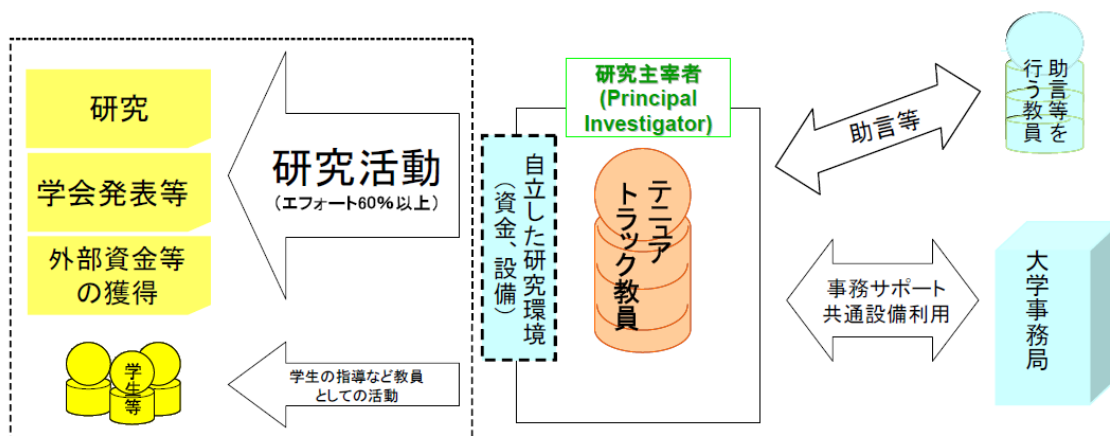 研究
学会発表等
外部資金等
の獲得
学生等
研究活動
(エフォート60%以上)
学生の指導など教員
としての活動
自立した研究環境
(資金、設備)
研究主宰者
(Principal
Investigator)
テニュア
トラック教員
助言等
事務サポート
共通設備利用
助言等を
行う教員
大学事務局